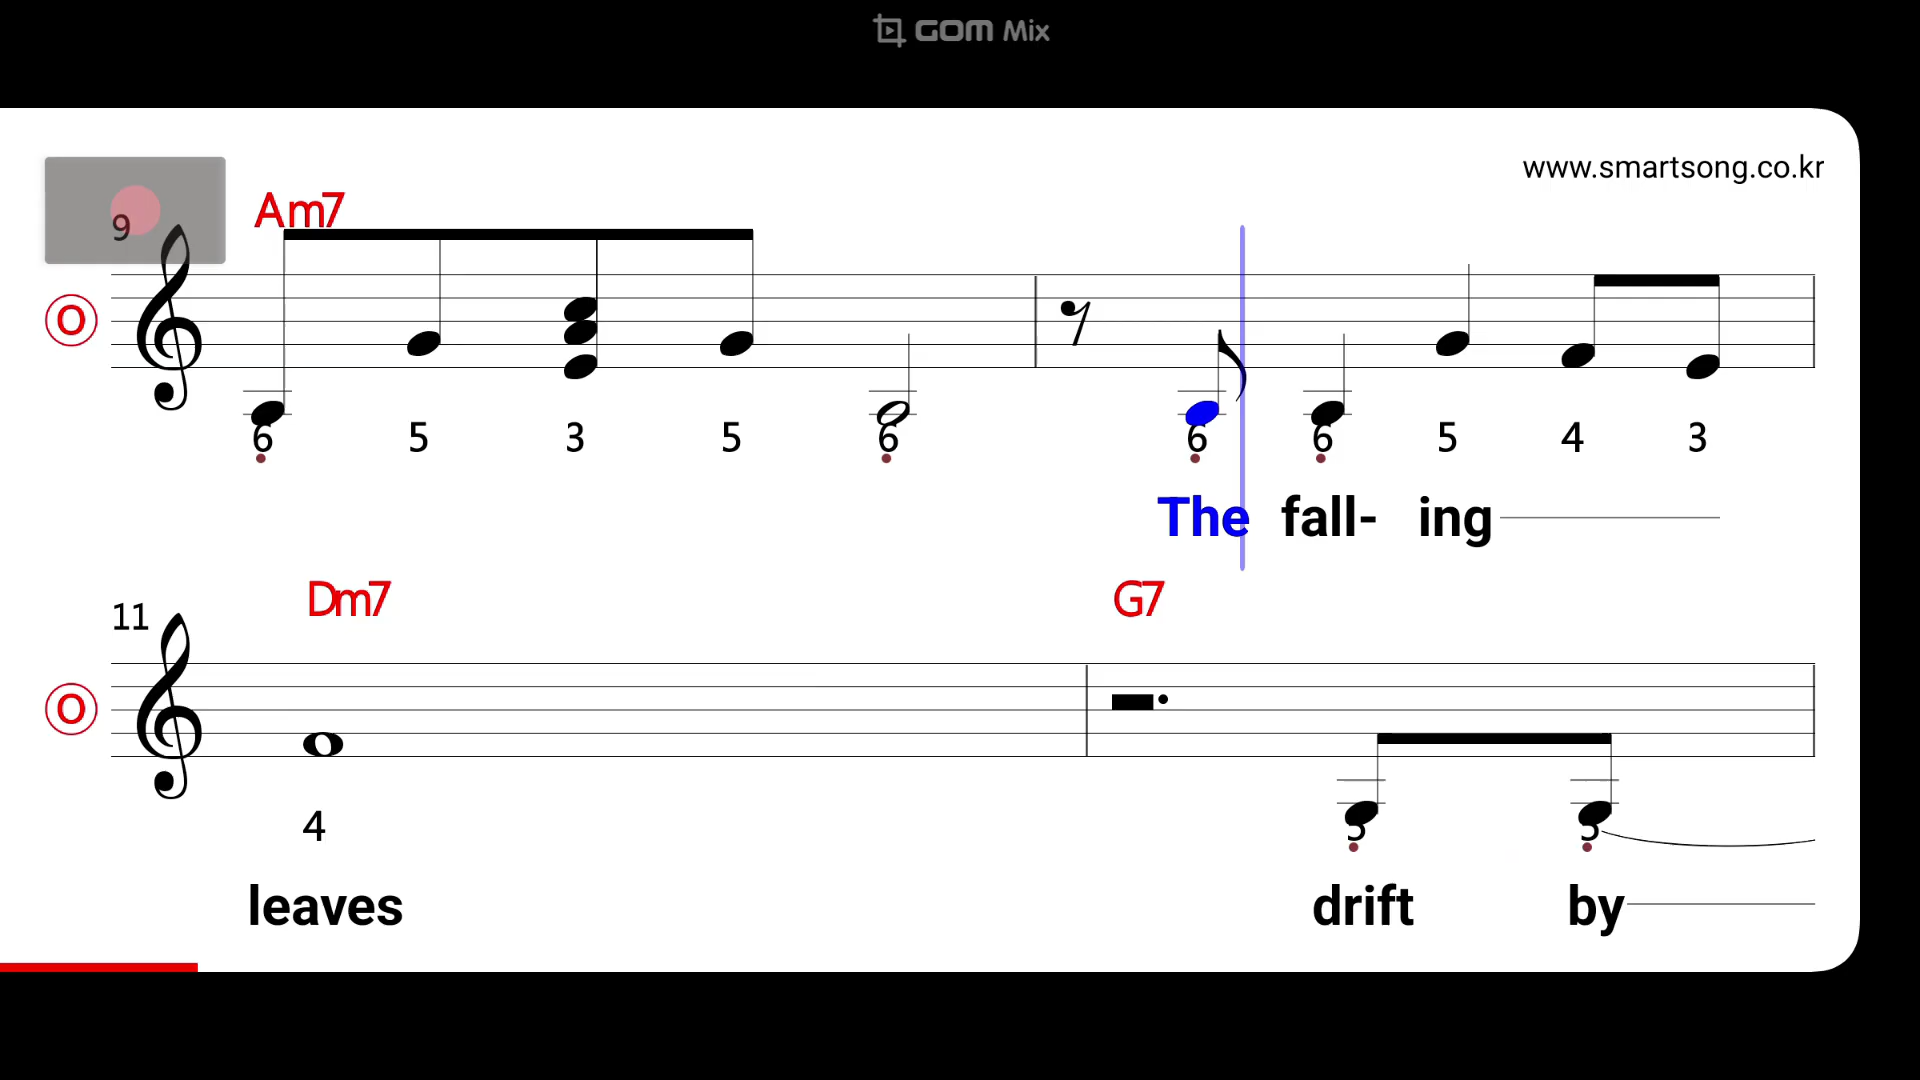 GOM Mix
www.smartsong.co.kr
9 Am7
O
6 5 3 5 6 6 6 5 4 3
The fall- ing
11 Dm7 G7
O
4 5 5
leaves drift by